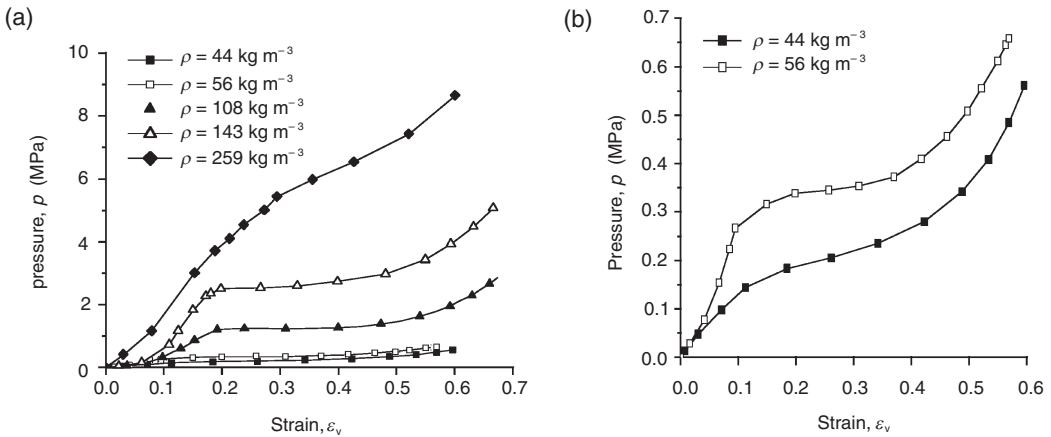 (a)
10
8
6
4
2
0
pressure, p (MPa)
ρ = 44 kg m⁻³
ρ = 56 kg m⁻³
ρ = 108 kg m⁻³
ρ = 143 kg m⁻³
ρ = 259 kg m⁻³
0.0 0.1 0.2 0.3 0.4 0.5 0.6 0.7
Strain, εᵥ
(b)
0.7
0.6
0.5
0.4
0.3
0.2
0.1
0.0
Pressure, p (MPa)
ρ = 44 kg m⁻³
ρ = 56 kg m⁻³
0.0 0.1 0.2 0.3 0.4 0.5 0.6
Strain, εᵥ